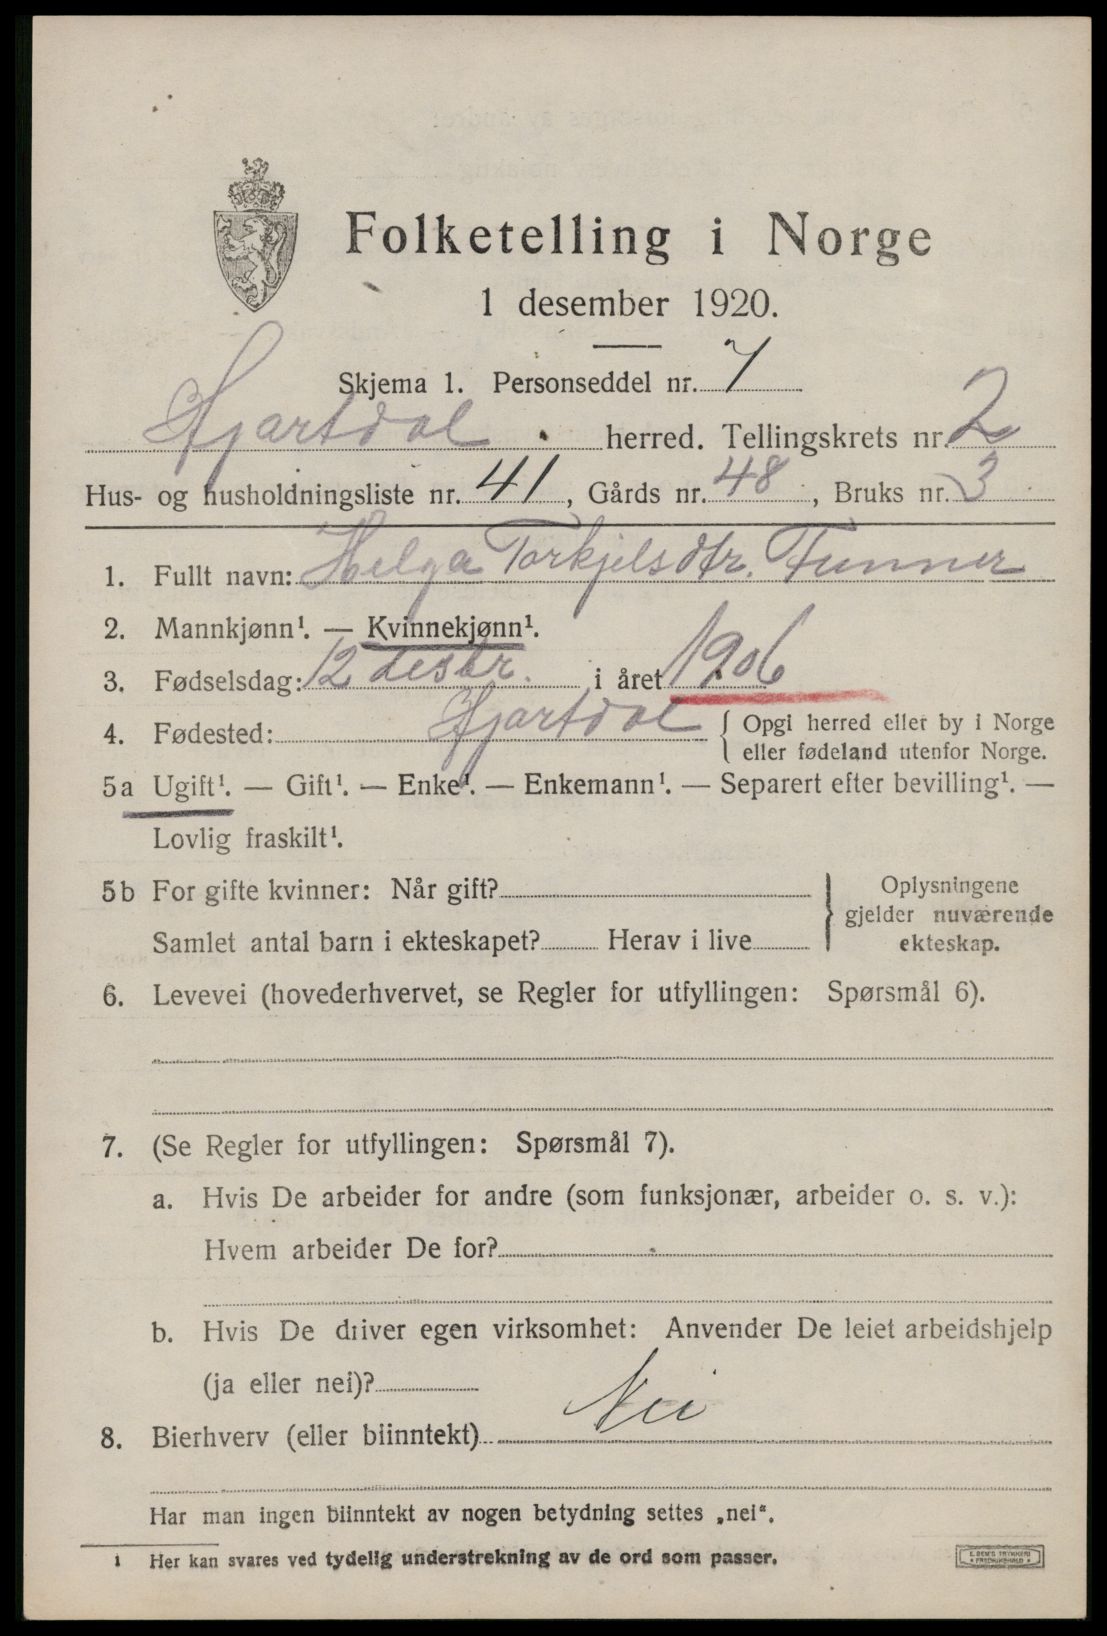 Folketelling i Norge
1 desember 1920.
Skjema 1. Personseddel nr. 7
Hjartdal herred. Tellingskrets nr. 2
Hus- og husholdningsliste nr. 41, Gårds nr. 48, Bruks nr. 3
1. Fullt navn: Helga Torkjelsdtr.
2. Mannkjønn¹. — Kvinnekjønn¹.
3. Fødselsdag: 12 desbr. i året 1906
4. Fødested: Hjartdal { Opgi herred eller by i Norge
eller fødeland utenfor Norge.
5a Ugift¹. — Gift¹. — Enke¹. — Enkemann¹. — Separert efter bevilling¹. —
Lovlig fraskilt¹.
5b For gifte kvinner: Når gift?
Samlet antal barn i ekteskapet? Herav i live
} Oplysningene
gjelder nuværende
ekteskap.
6. Levevei (hovederhvervet, se Regler for utfyllingen: Spørsmål 6).
7. (Se Regler for utfyllingen: Spørsmål 7).
a. Hvis De arbeider for andre (som funksjonær, arbeider o. s. v.):
Hvem arbeider De for?
b. Hvis De driver egen virksomhet: Anvender De leiet arbeidshjelp
(ja eller nei)?
8. Bierhverv (eller biinntekt) Nei
Har man ingen biinntekt av nogen betydning settes „nei“.
¹ Her kan svares ved tydelig understrekning av de ord som passer.